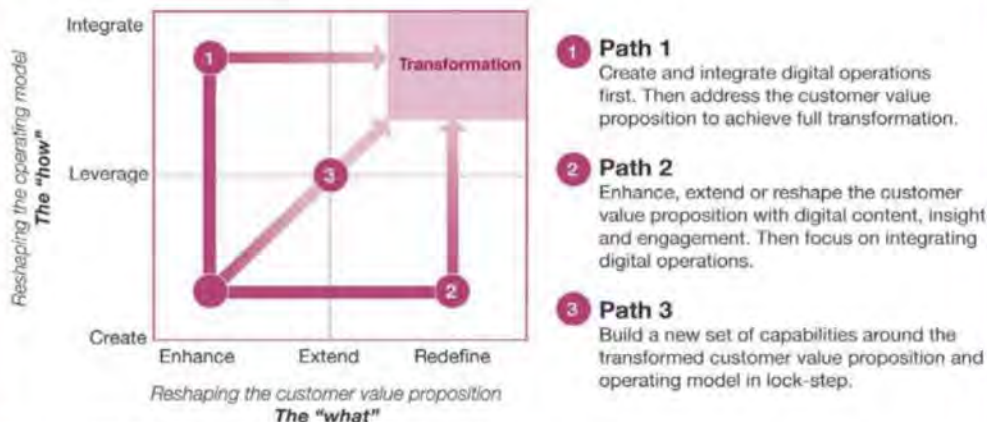 Integrate
Leverage
Create
Reshaping the operating model
The "how"
1
Transformation
3
2
Enhance Extend Redefine
Reshaping the customer value proposition
The "what"
1 Path 1
Create and integrate digital operations
first. Then address the customer value
proposition to achieve full transformation.
2 Path 2
Enhance, extend or reshape the customer
value proposition with digital content, insight
and engagement. Then focus on integrating
digital operations.
3 Path 3
Build a new set of capabilities around the
transformed customer value proposition and
operating model in lock-step.